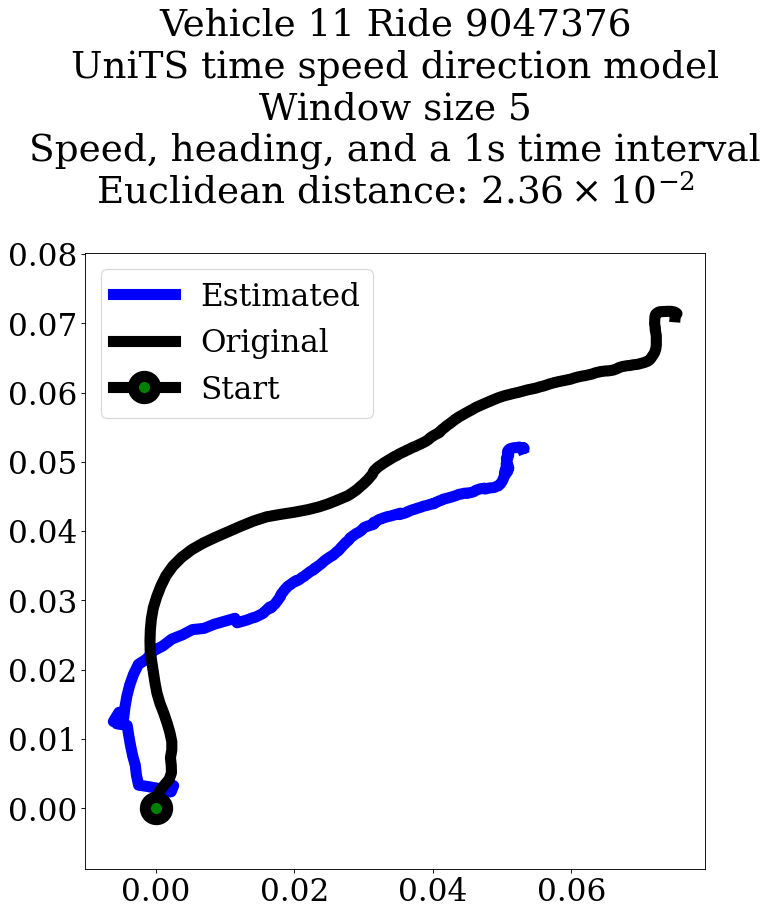 Vehicle 11 Ride 9047376
UniTS time speed direction model
Window size 5
Speed, heading, and a 1s time interval
Euclidean distance: 2.36 × 10⁻²
0.08
0.07
0.06
0.05
0.04
0.03
0.02
0.01
0.00
Estimated
Original
Start
0.00 0.02 0.04 0.06